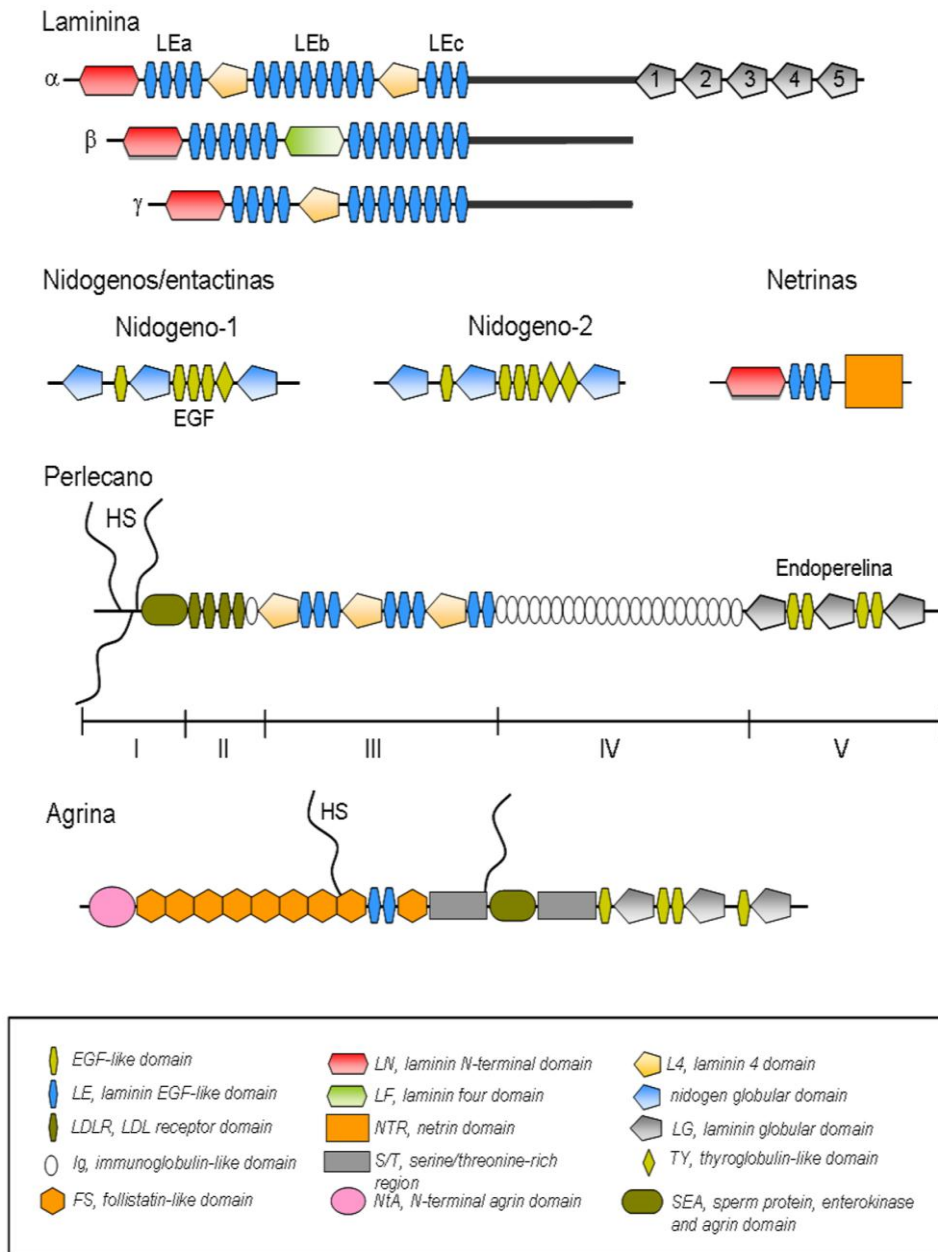 Laminina
LEa LEb LEc
α 1 2 3 4 5
β
γ
Nidogenos/entactinas Netrinas
Nidogeno-1 Nidogeno-2
EGF
Perlecano
HS
Endoperelina
I II III IV V
Agrina
HS
EGF-like domain
LE, laminin EGF-like domain
LDLR, LDL receptor domain
Ig, immunoglobulin-like domain
FS, follistatin-like domain
LN, laminin N-terminal domain
LF, laminin four domain
NTR, netrin domain
S/T, serine/threonine-rich
region
NtA, N-terminal agrin domain
L4, laminin 4 domain
nidogen globular domain
LG, laminin globular domain
TY, thyroglobulin-like domain
SEA, sperm protein, enterokinase
and agrin domain